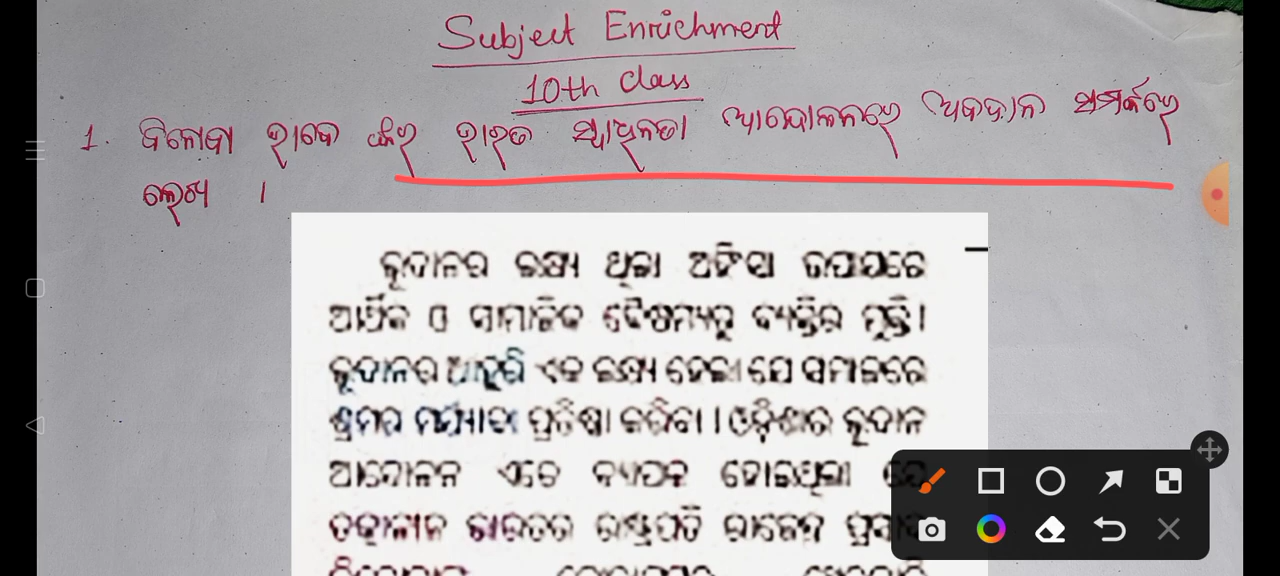 Subject Enrichment
10th Class
1. ବିନୋବା ଭାବେ ଙ୍କ ଭାରତ ସ୍ୱାଧିନତା ଆନ୍ଦୋଳନରେ ଅବଦାନ ସମ୍ପର୍କରେ
ଲେଖ ।
ଭୂଦାନର ଲକ୍ଷ୍ୟ ଥିଲା ଅହିଂସା ଉପାୟରେ
ଆର୍ଥିକ ଓ ସାମାଜିକ ବୈଷମ୍ୟରୁ ବ୍ୟକ୍ତିର ମୁକ୍ତି ।
ଭୂଦାନର ଆହୁରି ଏକ ଲକ୍ଷ୍ୟ ହେଲା ଯେ ସମାଜରେ
ଶ୍ରମର ମର୍ଯ୍ୟାଦା ପ୍ରତିଷ୍ଠା କରିବା । ଓଡ଼ିଶାର ଭୂଦାନ
ଆନ୍ଦୋଳନ ଏତେ ବ୍ୟାପକ ହୋଇଥିଲା ଯେ
ତତ୍କାଳୀନ ଭାରତର ରାଷ୍ଟ୍ରପତି ରାଜେନ୍ଦ୍ର ପ୍ରସାଦ